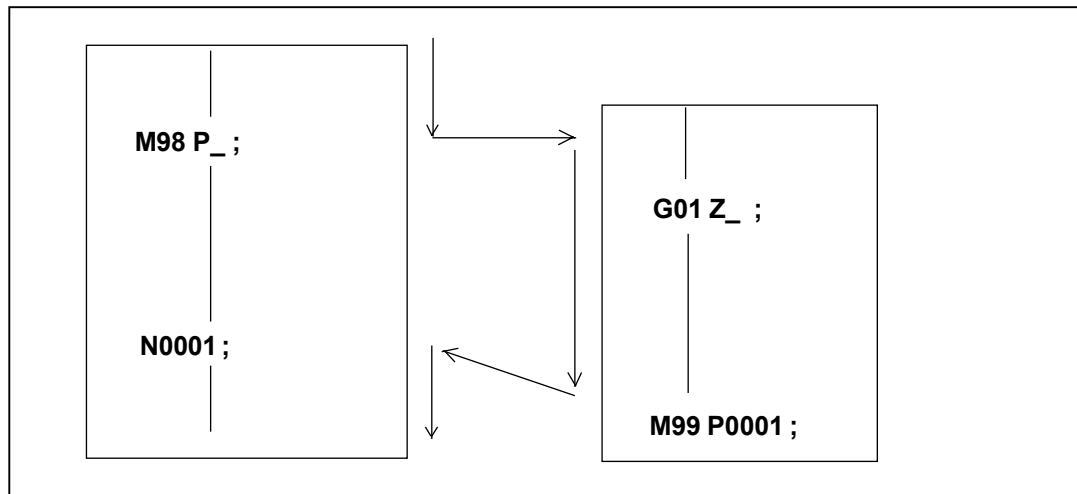 M98 P_ ;
N0001 ;
G01 Z_ ;
M99 P0001 ;